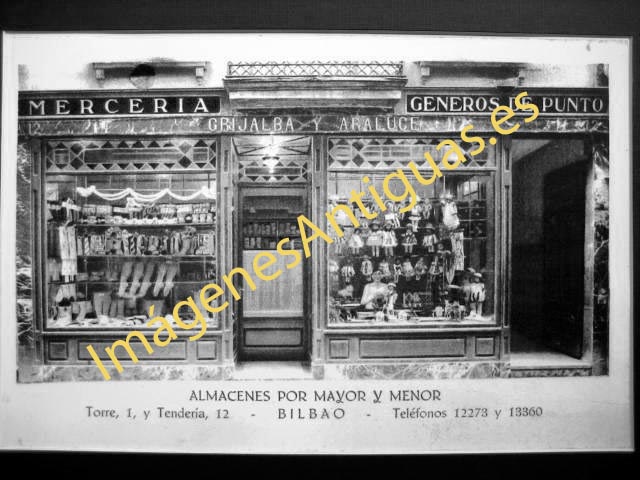 MERCERIA
GENEROS DE PUNTO
12
GRIJALBA Y ARALUCE
ImágenesAntiguas.es
ALMACENES POR MAYOR Y MENOR
Torre, 1, y Tendería, 12 - BILBAO - Teléfonos 12273 y 13360